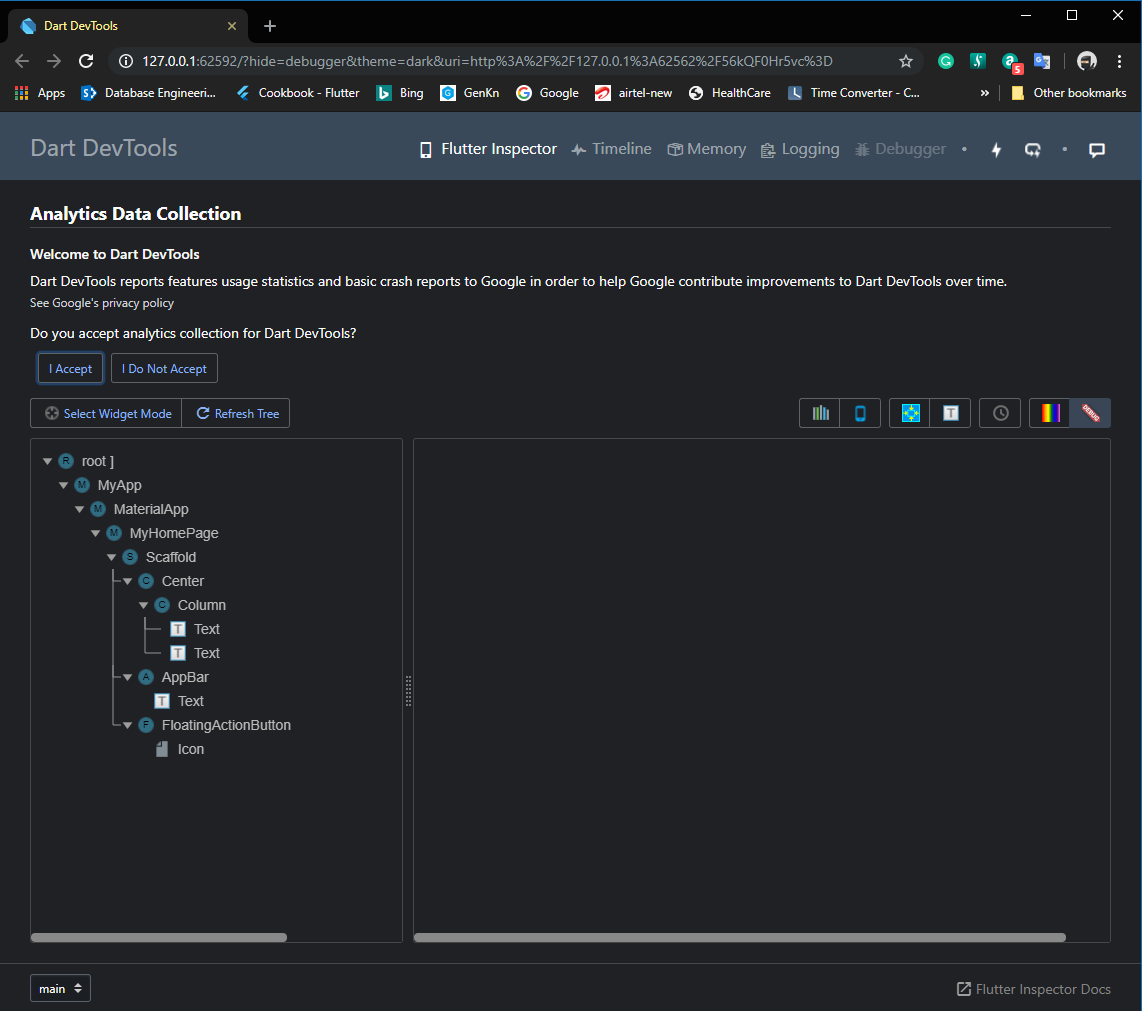 Dart DevTools
127.0.0.1:62592/?hide=debugger&theme=dark&uri=http%3A%2F%2F127.0.0.1%3A62562%2F56kQF0Hr5vc%3D
5
Apps Database Engineeri... Cookbook - Flutter Bing GenKn Google airtel-new HealthCare Time Converter - C... » Other bookmarks
Dart DevTools Flutter Inspector Timeline Memory Logging Debugger
Analytics Data Collection
Welcome to Dart DevTools
Dart DevTools reports features usage statistics and basic crash reports to Google in order to help Google contribute improvements to Dart DevTools over time.
See Google's privacy policy
Do you accept analytics collection for Dart DevTools?
I Accept I Do Not Accept
Select Widget Mode Refresh Tree T DEBUG
R root ]
M MyApp
M MaterialApp
M MyHomePage
S Scaffold
C Center
C Column
T Text
T Text
A AppBar
T Text
F FloatingActionButton
Icon
main Flutter Inspector Docs